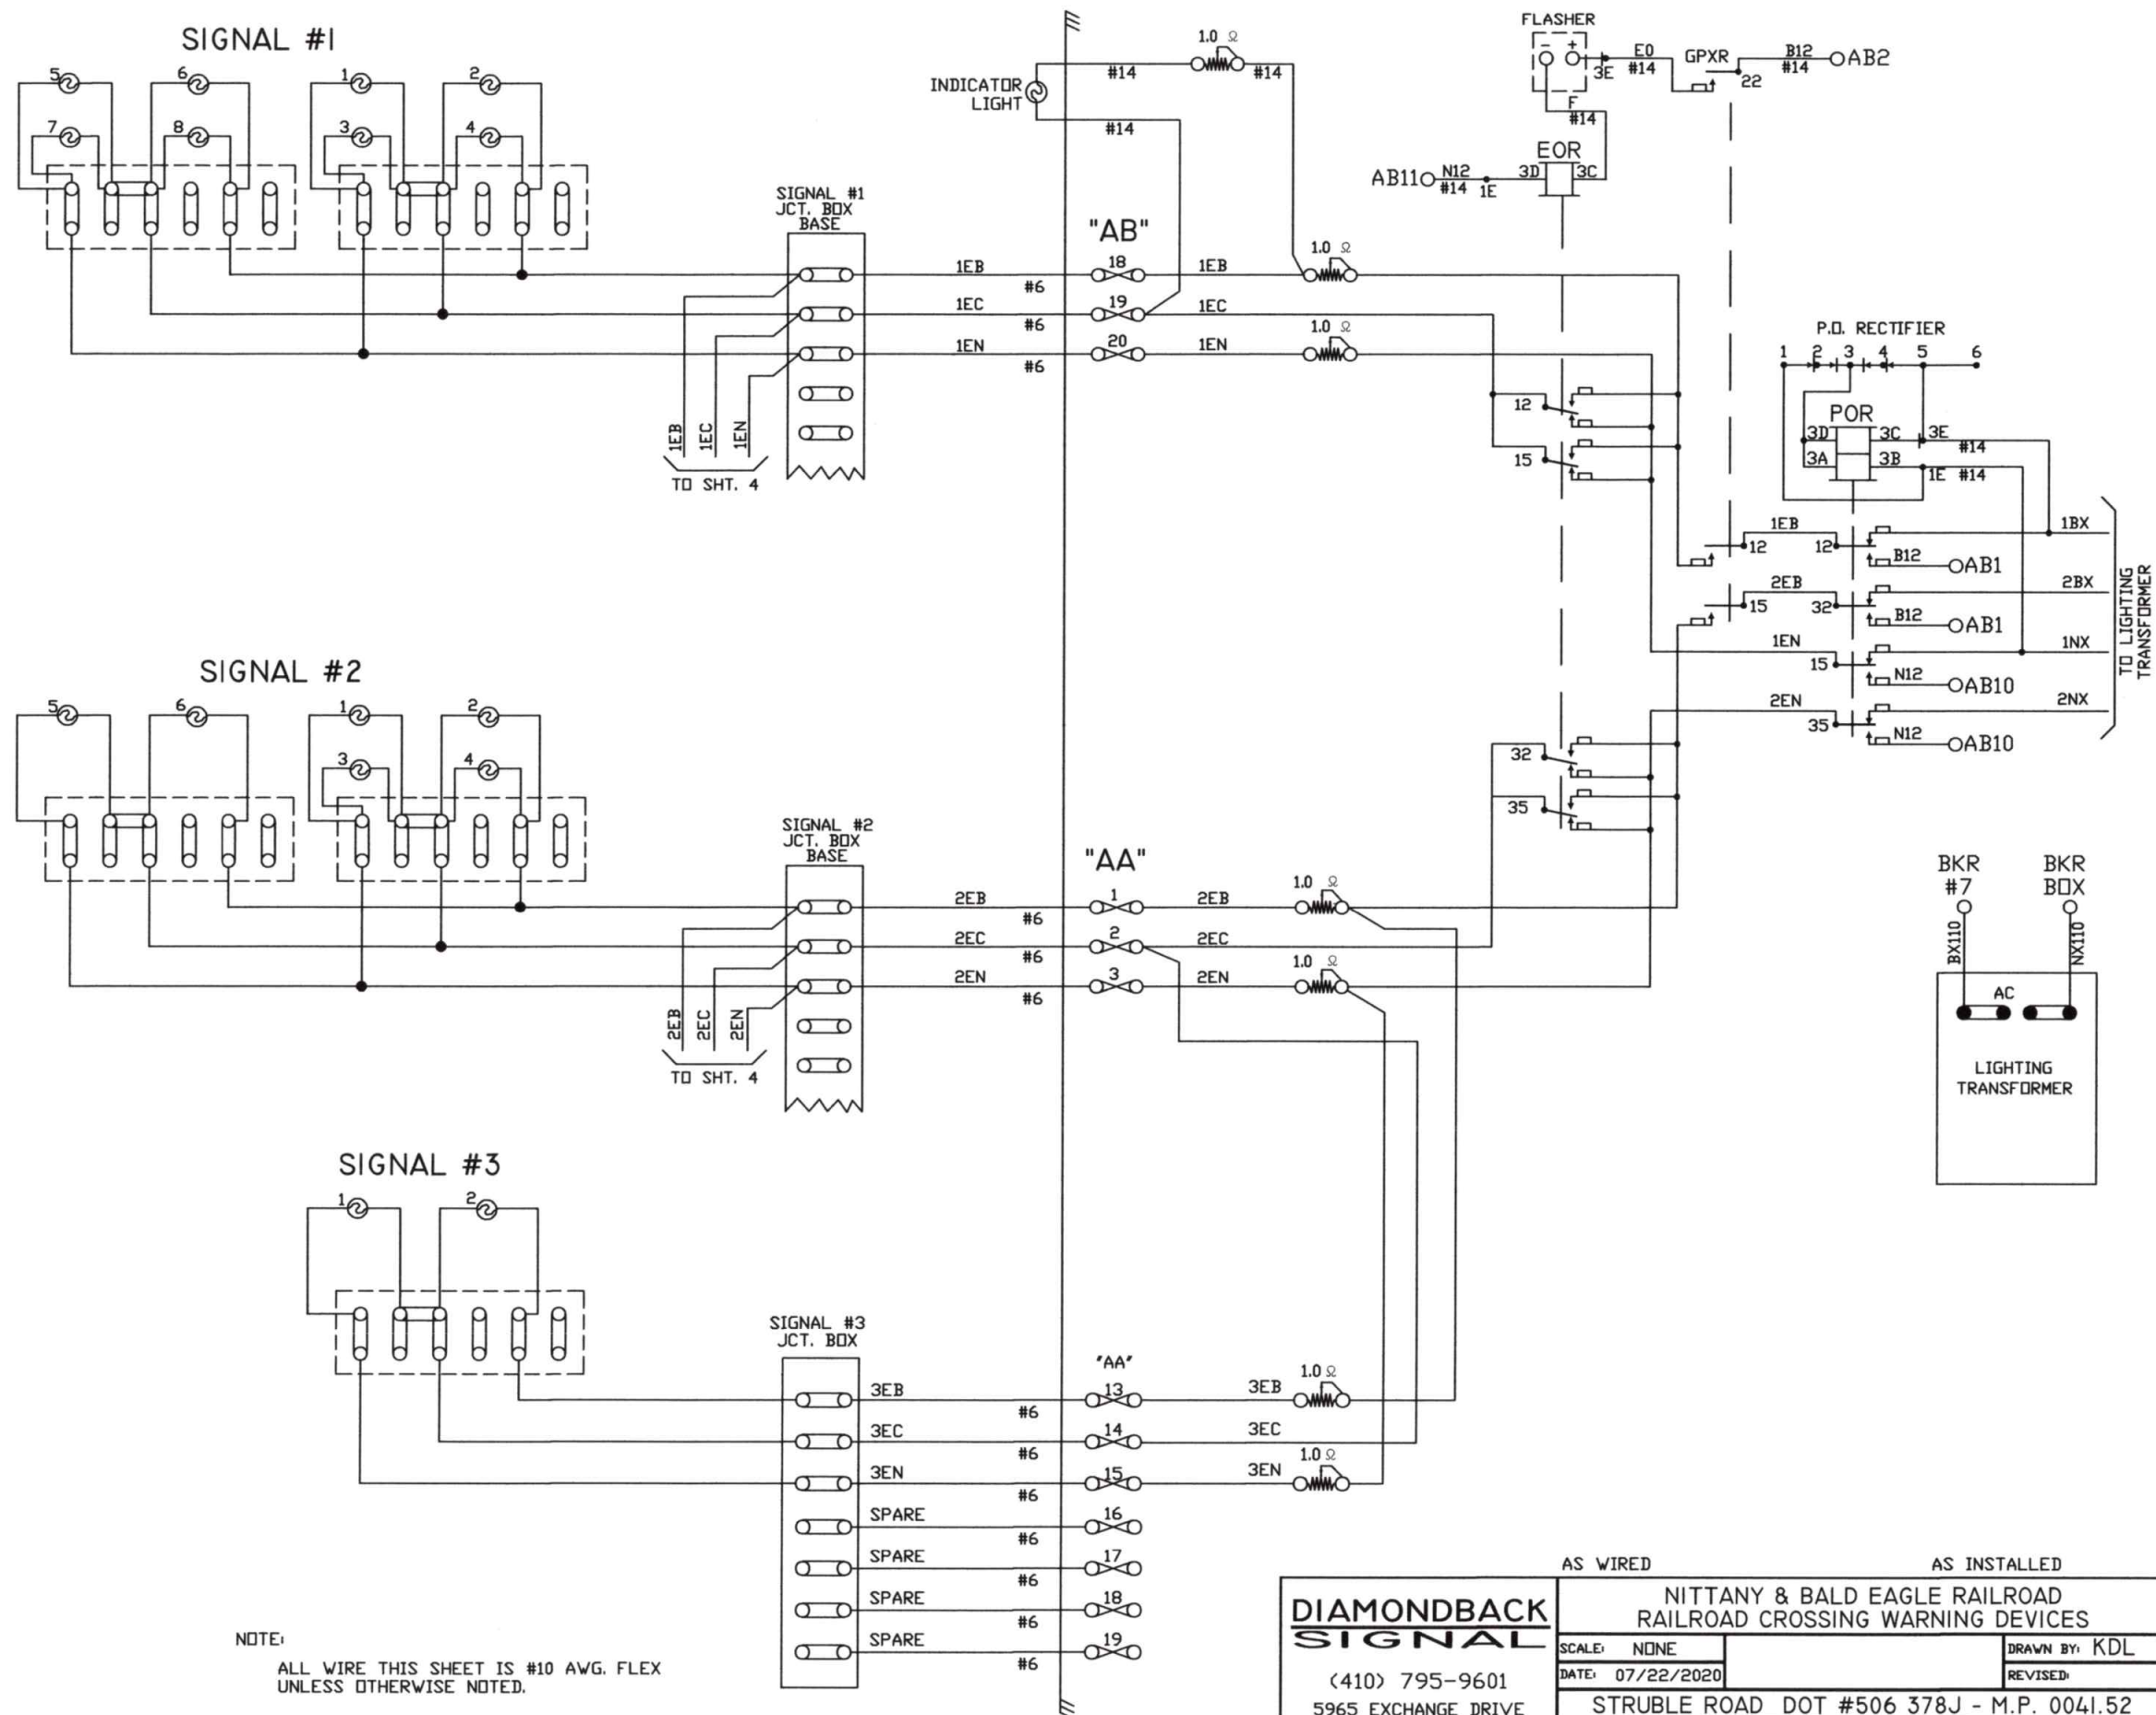 SIGNAL #1
5
6
1
2
7
8
3
4
SIGNAL #1
JCT. BOX
BASE
1EB
#6
1EC
#6
1EN
#6
1EB
1EC
1EN
TO SHT. 4
INDICATOR
LIGHT
#14
1.0 Ω
#14
#14
"AB"
18
1EB
1.0 Ω
19
1EC
20
1EN
1.0 Ω
FLASHER
- +
3E
E0
#14
GPXR
22
B12
#14
AB2
F
#14
EOR
AB11
N12
#14
1E
3D
3C
12
15
P.O. RECTIFIER
1 2 3 4 5 6
POR
3D
3C
3E
#14
3A
3B
1E #14
12
1EB
12
1BX
B12
AB1
15
2EB
32
2BX
B12
AB1
1EN
15
1NX
N12
AB10
2EN
35
2NX
N12
AB10
TO LIGHTING
TRANSFORMER
SIGNAL #2
5
6
1
2
3
4
SIGNAL #2
JCT. BOX
BASE
2EB
#6
2EC
#6
2EN
#6
2EB
2EC
2EN
TO SHT. 4
"AA"
1
2EB
1.0 Ω
2
2EC
3
2EN
1.0 Ω
32
35
BKR
#7
BKR
BOX
BX110
NX110
AC
LIGHTING
TRANSFORMER
SIGNAL #3
1
2
SIGNAL #3
JCT. BOX
"AA"
3EB
#6
13
3EB
1.0 Ω
3EC
#6
14
3EC
3EN
#6
15
3EN
1.0 Ω
SPARE
#6
16
SPARE
#6
17
SPARE
#6
18
SPARE
#6
19
NOTE:
ALL WIRE THIS SHEET IS #10 AWG. FLEX
UNLESS OTHERWISE NOTED.
AS WIRED
AS INSTALLED
DIAMONDBACK
SIGNAL
(410) 795-9601
5965 EXCHANGE DRIVE
NITTANY & BALD EAGLE RAILROAD
RAILROAD CROSSING WARNING DEVICES
SCALE: NONE
DRAWN BY: KDL
DATE: 07/22/2020
REVISED:
STRUBLE ROAD DOT #506 378J - M.P. 0041.52